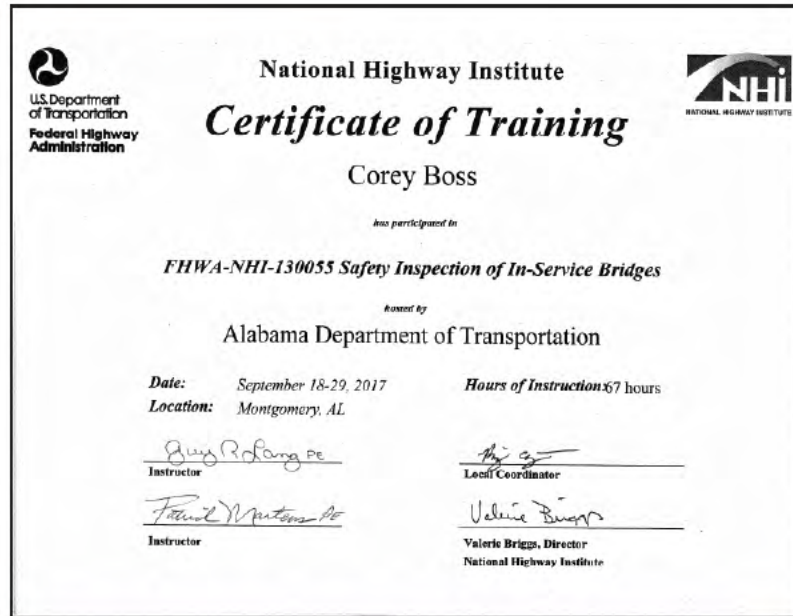 U.S. Department
of Transportation
Federal Highway
Administration
National Highway Institute
NHI
NATIONAL HIGHWAY INSTITUTE
Certificate of Training
Corey Boss
has participated in
FHWA-NHI-130055 Safety Inspection of In-Service Bridges
hosted by
Alabama Department of Transportation
Date: September 18-29, 2017
Hours of Instruction:67 hours
Location: Montgomery, AL
PE
Instructor
Local Coordinator
PE
Instructor
Valerie Briggs
Valerie Briggs, Director
National Highway Institute